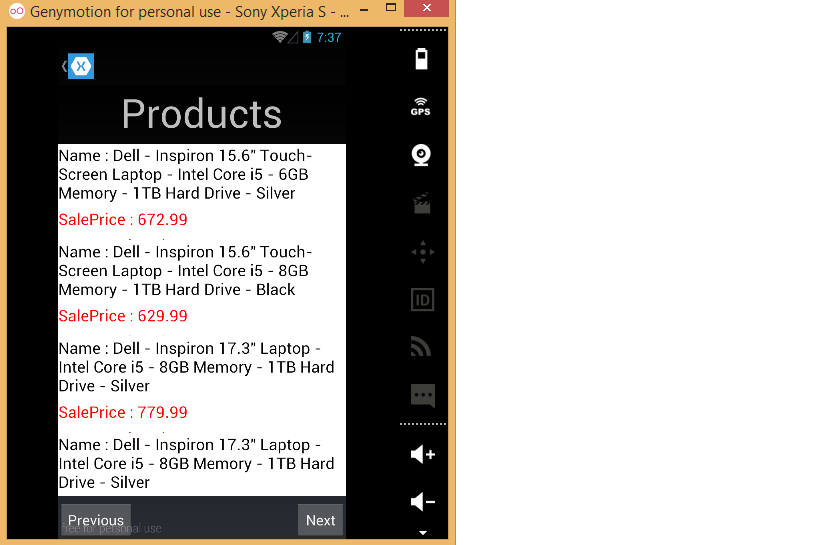 Genymotion for personal use - Sony Xperia S - ...
7:37
Products
Name : Dell - Inspiron 15.6" Touch-
Screen Laptop - Intel Core i5 - 6GB
Memory - 1TB Hard Drive - Silver
SalePrice : 672.99
Name : Dell - Inspiron 15.6" Touch-
Screen Laptop - Intel Core i5 - 8GB
Memory - 1TB Hard Drive - Black
SalePrice : 629.99
Name : Dell - Inspiron 17.3" Laptop -
Intel Core i5 - 8GB Memory - 1TB Hard
Drive - Silver
SalePrice : 779.99
Name : Dell - Inspiron 17.3" Laptop -
Intel Core i5 - 8GB Memory - 1TB Hard
Drive - Silver
Previous
Next
free for personal use
GPS
ID